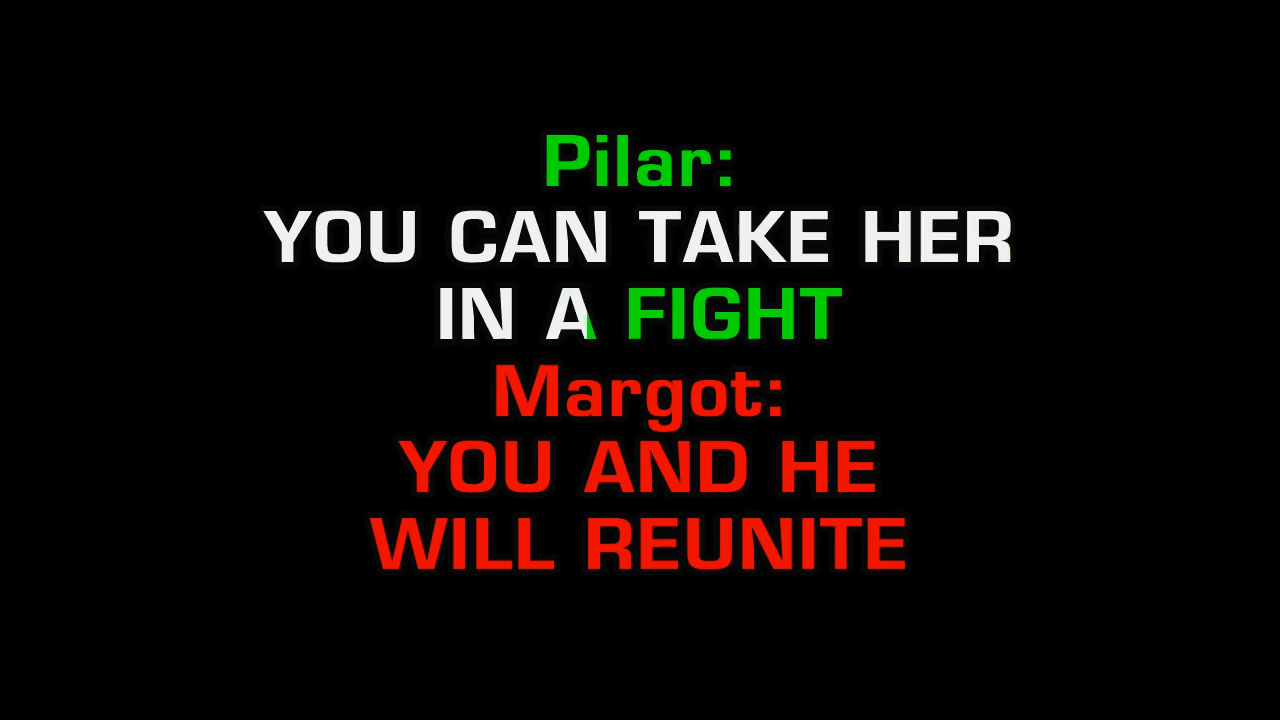 Pilar:
YOU CAN TAKE HER
IN A FIGHT
Margot:
YOU AND HE
WILL REUNITE